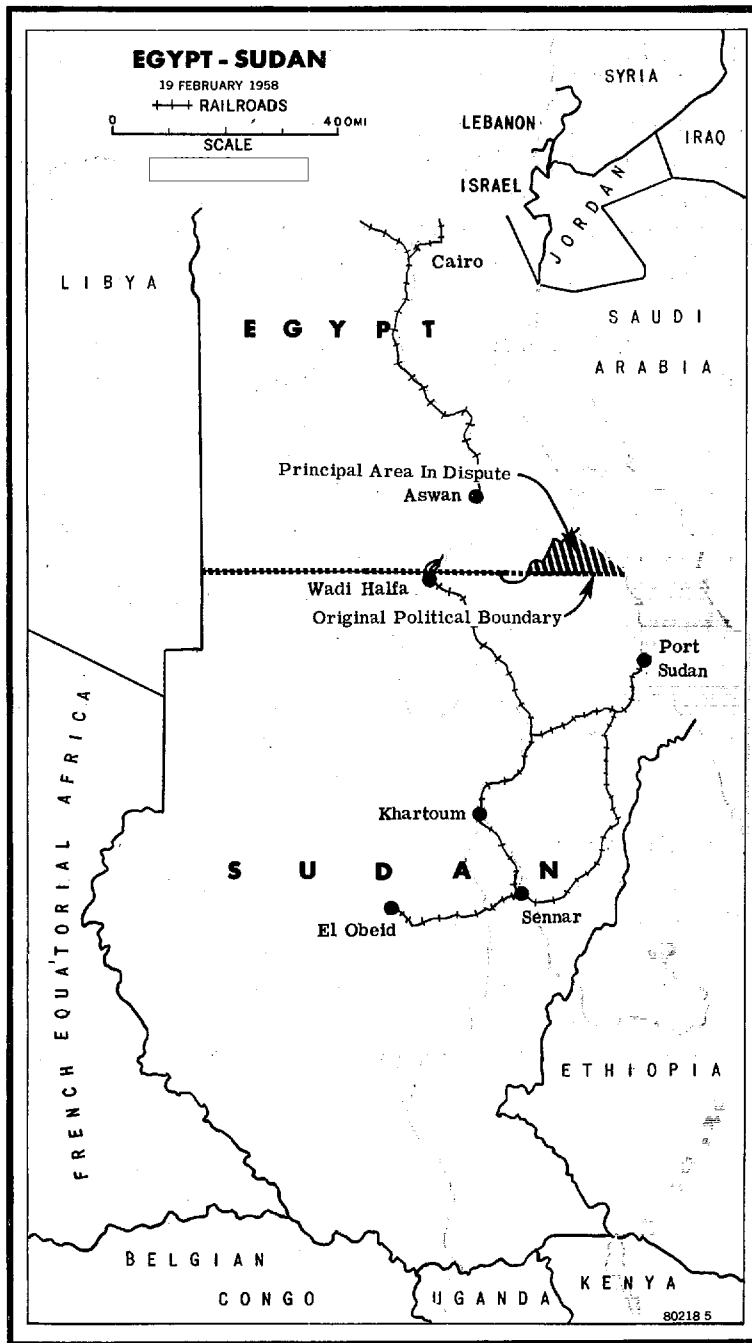 EGYPT - SUDAN
19 FEBRUARY 1958
RAILROADS
0 400MI
SCALE
SYRIA
LEBANON
IRAQ
ISRAEL
JORDAN
Cairo
LIBYA
EGYPT
SAUDI
ARABIA
Principal Area In Dispute
Aswan
Wadi Halfa
Original Political Boundary
Port
Sudan
FRENCH EQUATORIAL AFRICA
Khartoum
SUDAN
El Obeid
Sennar
ETHIOPIA
BELGIAN
CONGO
UGANDA
KENYA
80218 5